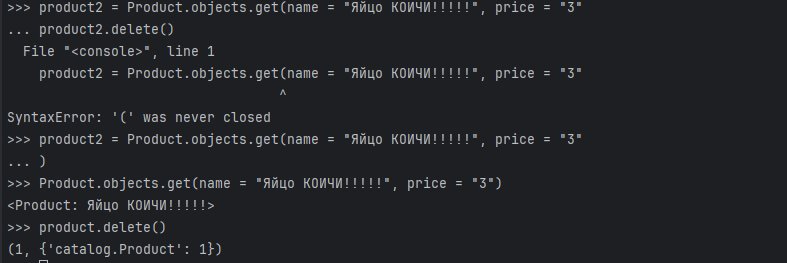 >>> product2 = Product.objects.get(name = "Яйцо КОИЧИ!!!!!", price = "3"
... product2.delete()
  File "<console>", line 1
    product2 = Product.objects.get(name = "Яйцо КОИЧИ!!!!!", price = "3"
                                  ^
SyntaxError: '(' was never closed
>>> product2 = Product.objects.get(name = "Яйцо КОИЧИ!!!!!", price = "3"
... )
>>> Product.objects.get(name = "Яйцо КОИЧИ!!!!!", price = "3")
<Product: Яйцо КОИЧИ!!!!!>
>>> product.delete()
(1, {'catalog.Product': 1})